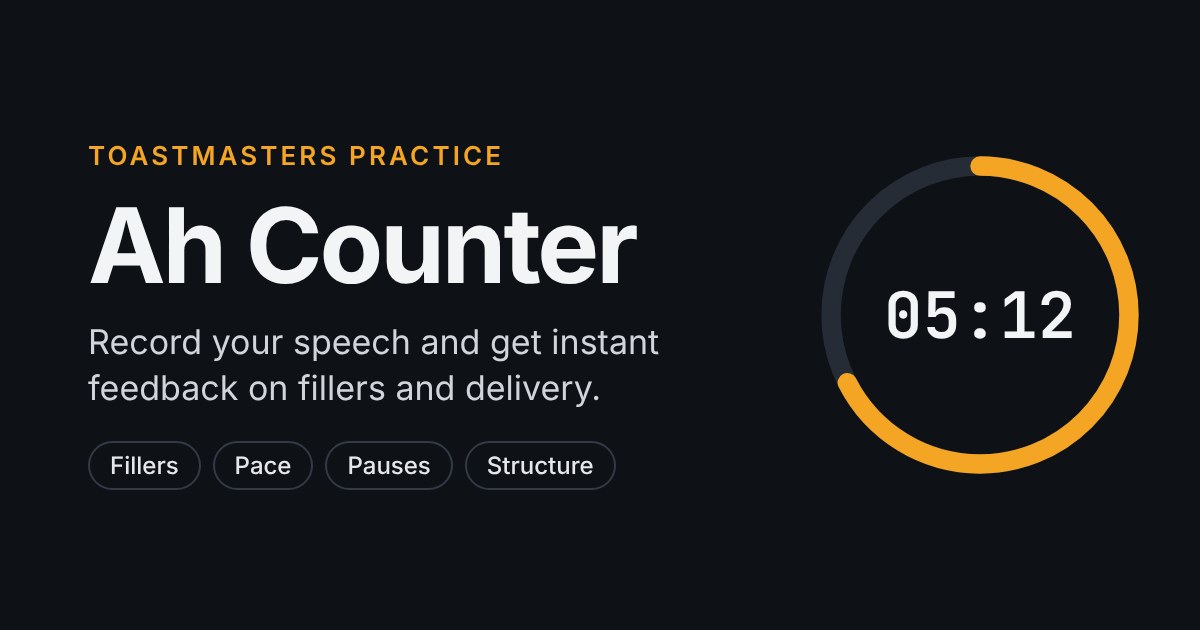 TOASTMASTERS PRACTICE
Ah Counter
Record your speech and get instant
feedback on fillers and delivery.
Fillers Pace Pauses Structure
05:12